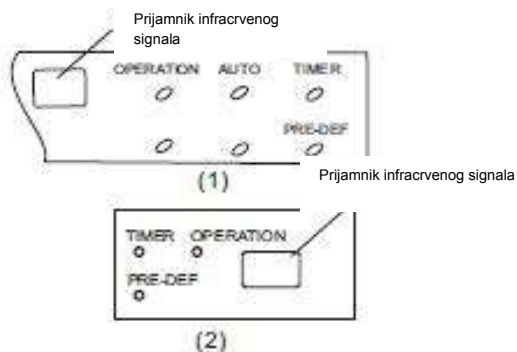 Prijamnik infracrvenog
signala
OPERATION AUTO TIMER
PRE-DEF
(1)
Prijamnik infracrvenog signala
TIMER OPERATION
PRE-DEF
(2)